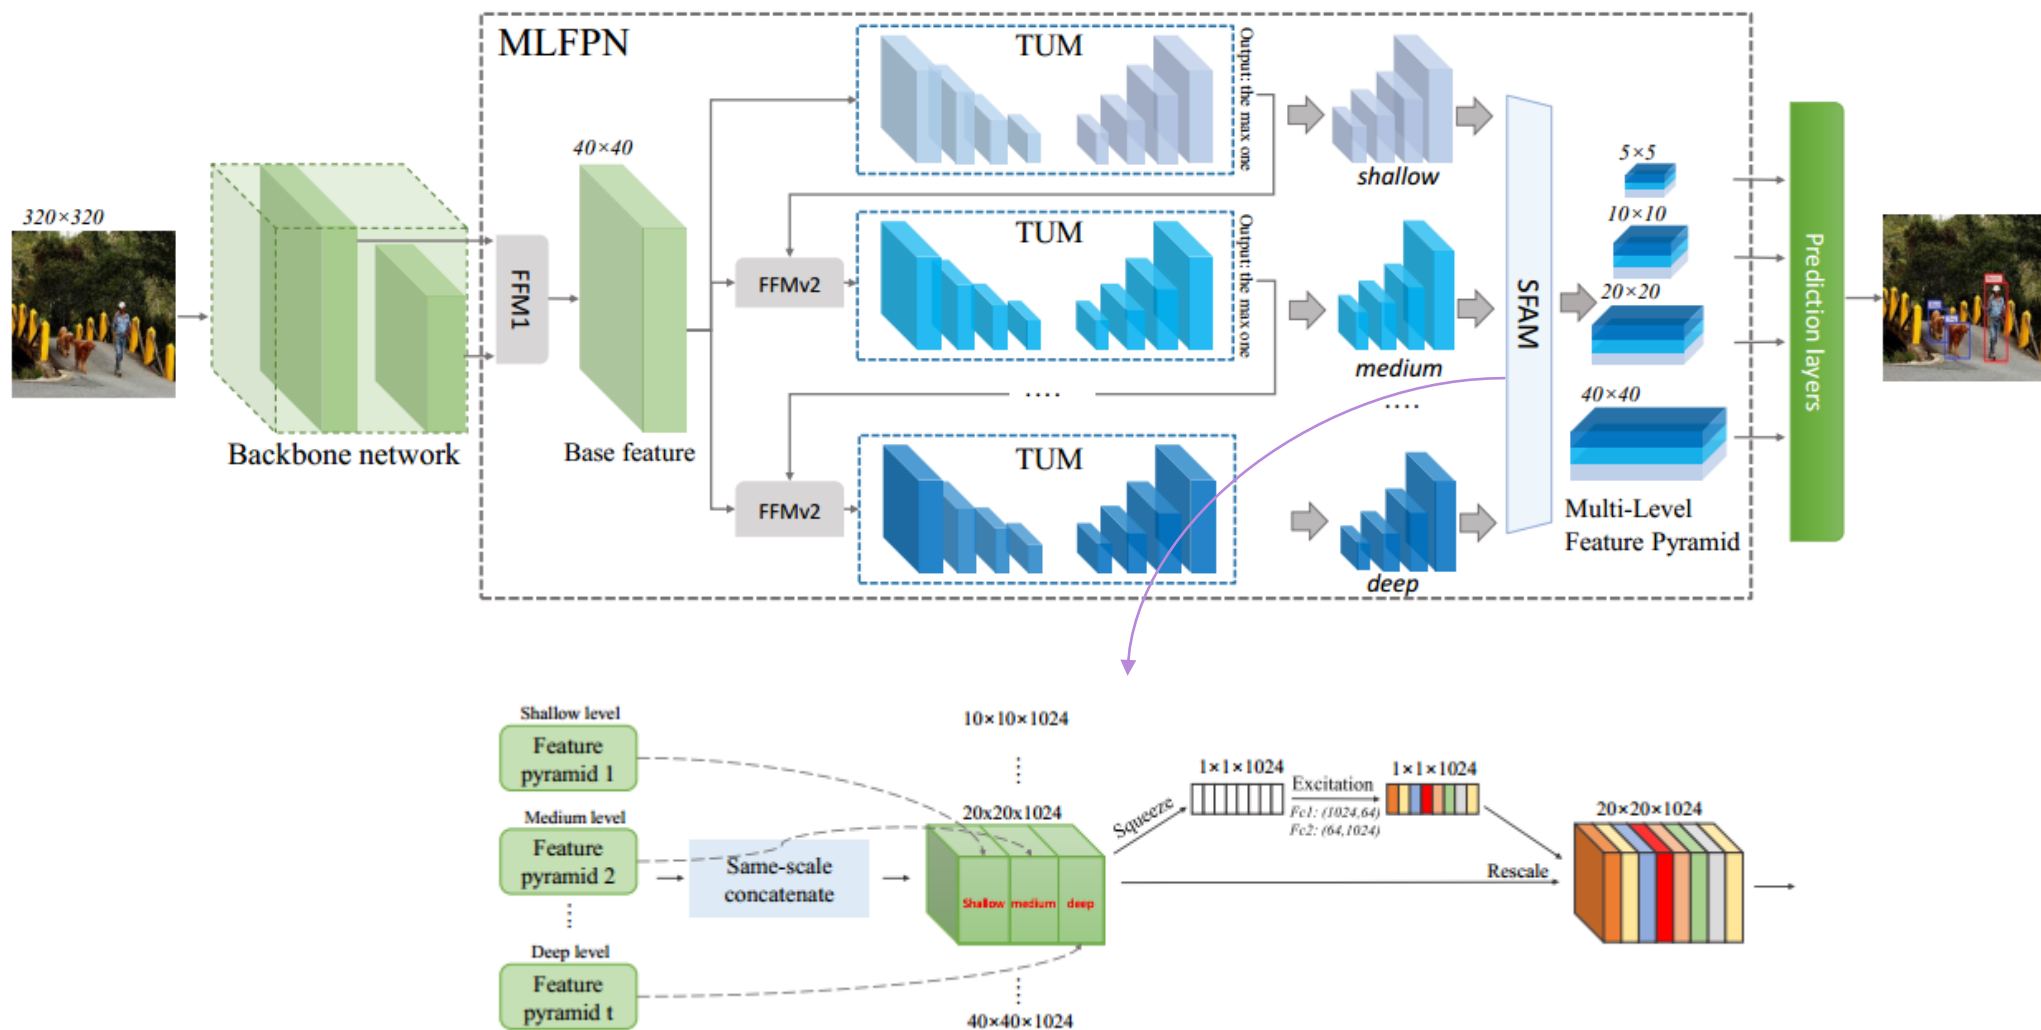 MLFPN
TUM
Output: the max one
shallow
320×320
40×40
Backbone network
FFM1
Base feature
FFMv2
TUM
Output: the max one
medium
....
....
FFMv2
TUM
deep
SFAM
5×5
10×10
20×20
40×40
Multi-Level
Feature Pyramid
Prediction layers
Shallow level
Feature
pyramid 1
Medium level
Feature
pyramid 2
Deep level
Feature
pyramid t
Same-scale
concatenate
10×10×1024
20x20x1024
Shallow
medium
deep
40×40×1024
Squeeze
1×1×1024
Excitation
Fc1: (1024,64)
Fc2: (64,1024)
1×1×1024
Rescale
20×20×1024